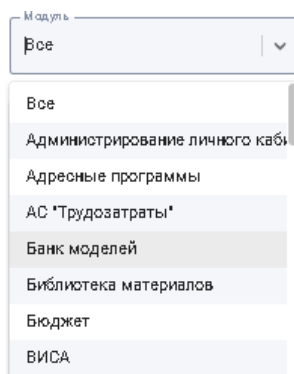 Модуль
Все
Все
Администрирование личного каби
Адресные программы
АС "Трудозатраты"
Банк моделей
Библиотека материалов
Бюджет
ВИСА